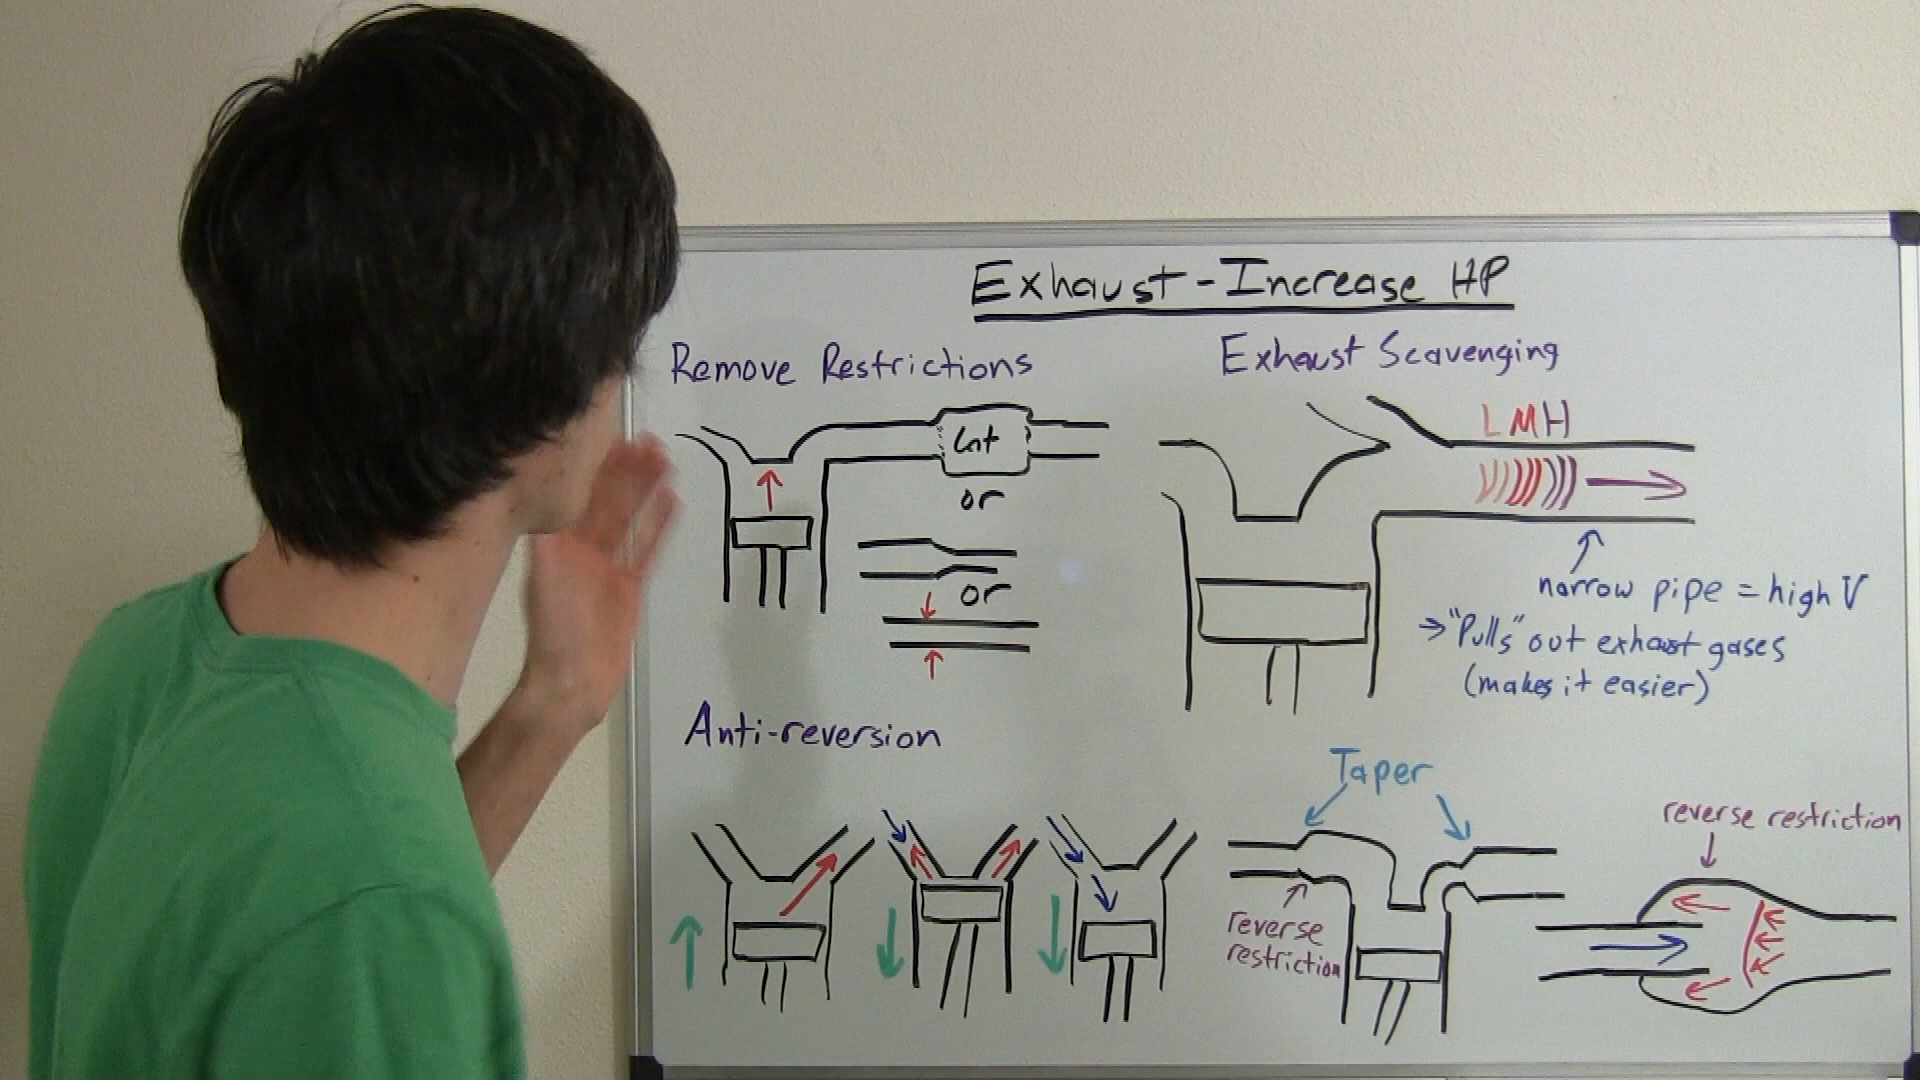 Exhaust - Increase HP
Remove Restrictions
Cat
or
or
Exhaust Scavenging
L M H
narrow pipe = high V
→ "Pulls" out exhaust gases
(makes it easier)
Anti-reversion
Taper
reverse
restriction
reverse restriction